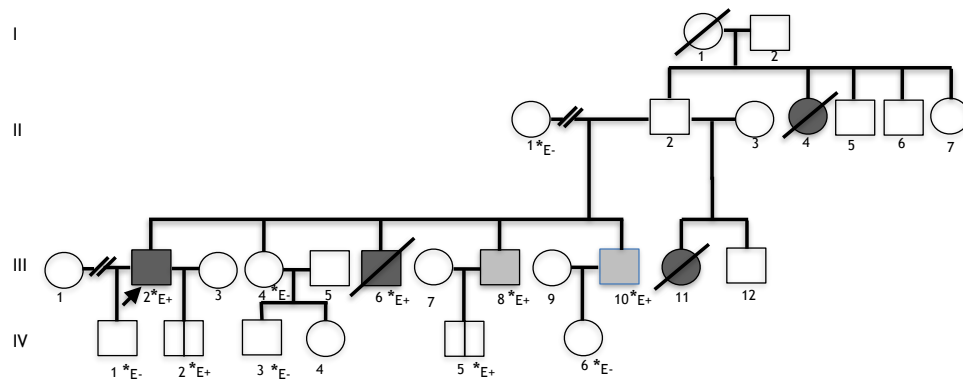 I
1 2
II
1 *E- 2 3 4 5 6 7
III
1 2*E+ 3 4 *E- 5 6 *E+ 7 8 *E+ 9 10 *E+ 11 12
IV
1 *E- 2 *E+ 3 *E- 4 5 *E+ 6 *E-